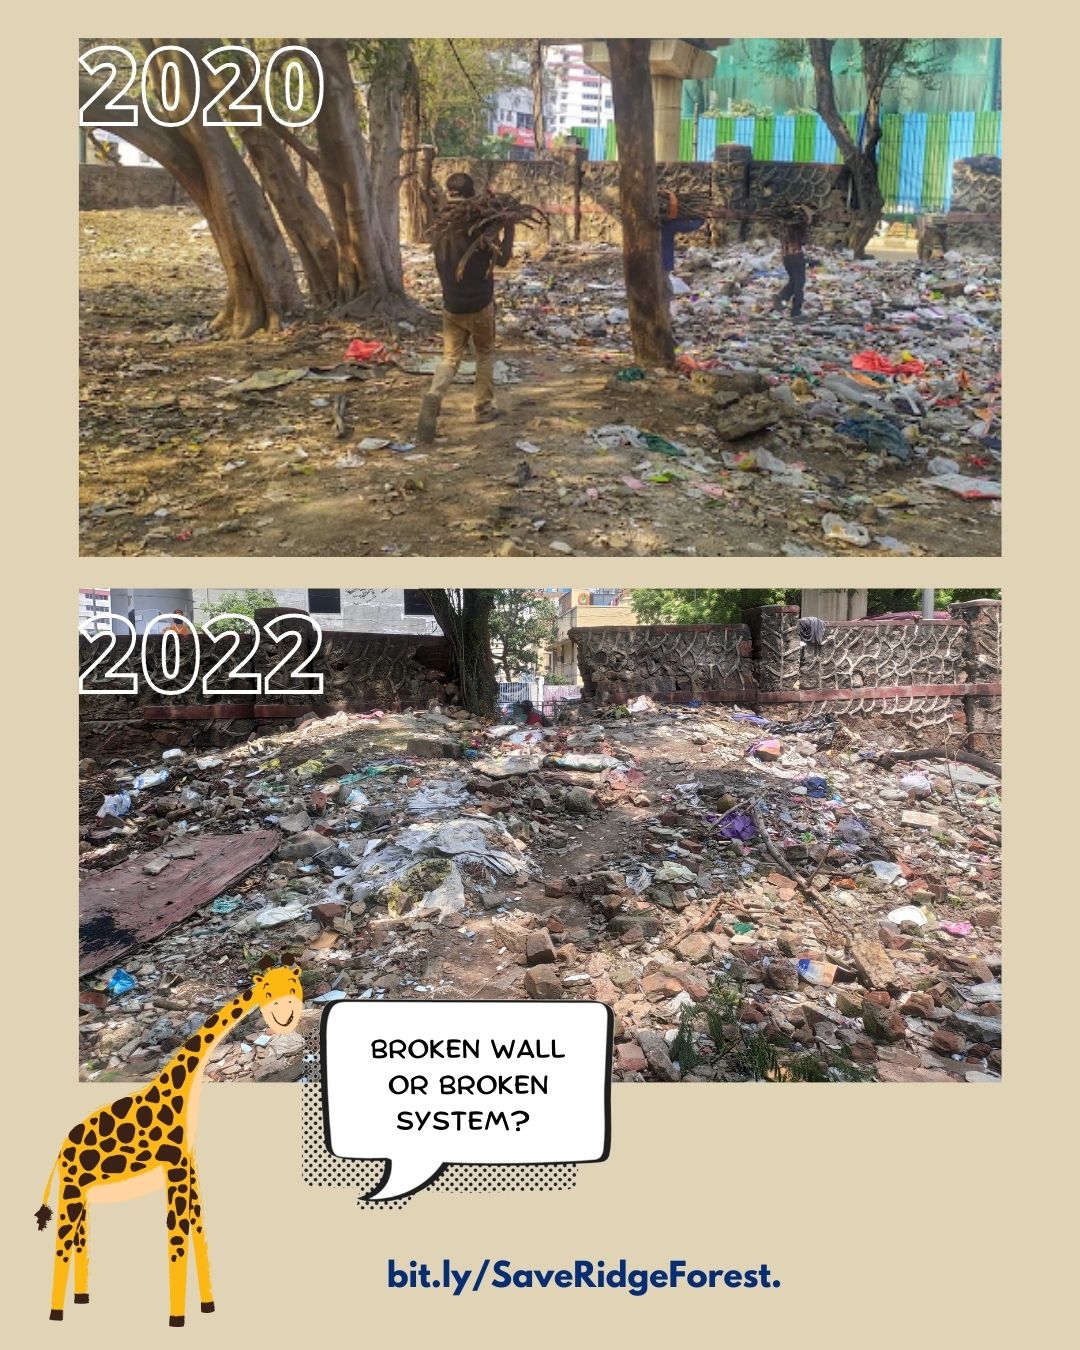 2020
2022
BROKEN WALL
OR BROKEN
SYSTEM?
bit.ly/SaveRidgeForest.